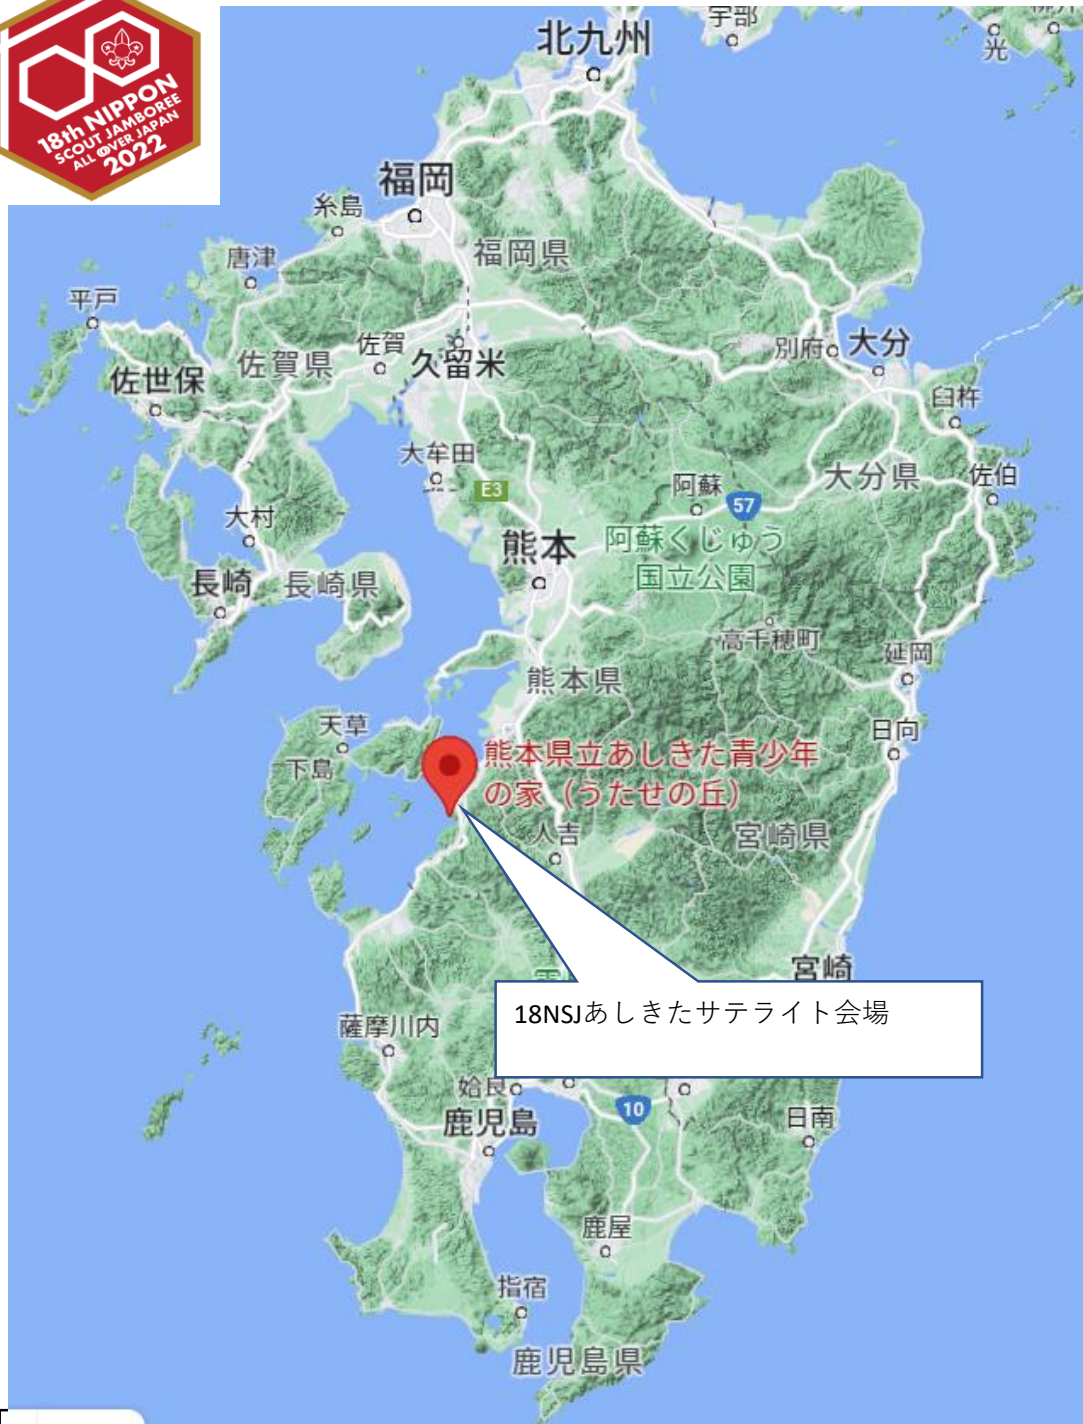 18th NIPPON
SCOUT JAMBOREE
ALL @VER JAPAN
2022
宇部
光
北九州
福岡
糸島
福岡県
唐津
平戸
佐賀
佐賀県
久留米
別府
大分
佐世保
臼杵
大牟田
大分県
佐伯
E3
阿蘇
57
大村
熊本
阿蘇くじゅう
国立公園
長崎
長崎県
高千穂町
延岡
熊本県
天草
日向
下島
熊本県立あしきた青少年
の家（うたせの丘）
人吉
宮崎県
宮崎
18NSJあしきたサテライト会場
薩摩川内
姶良
10
鹿児島
日南
鹿屋
指宿
鹿児島県